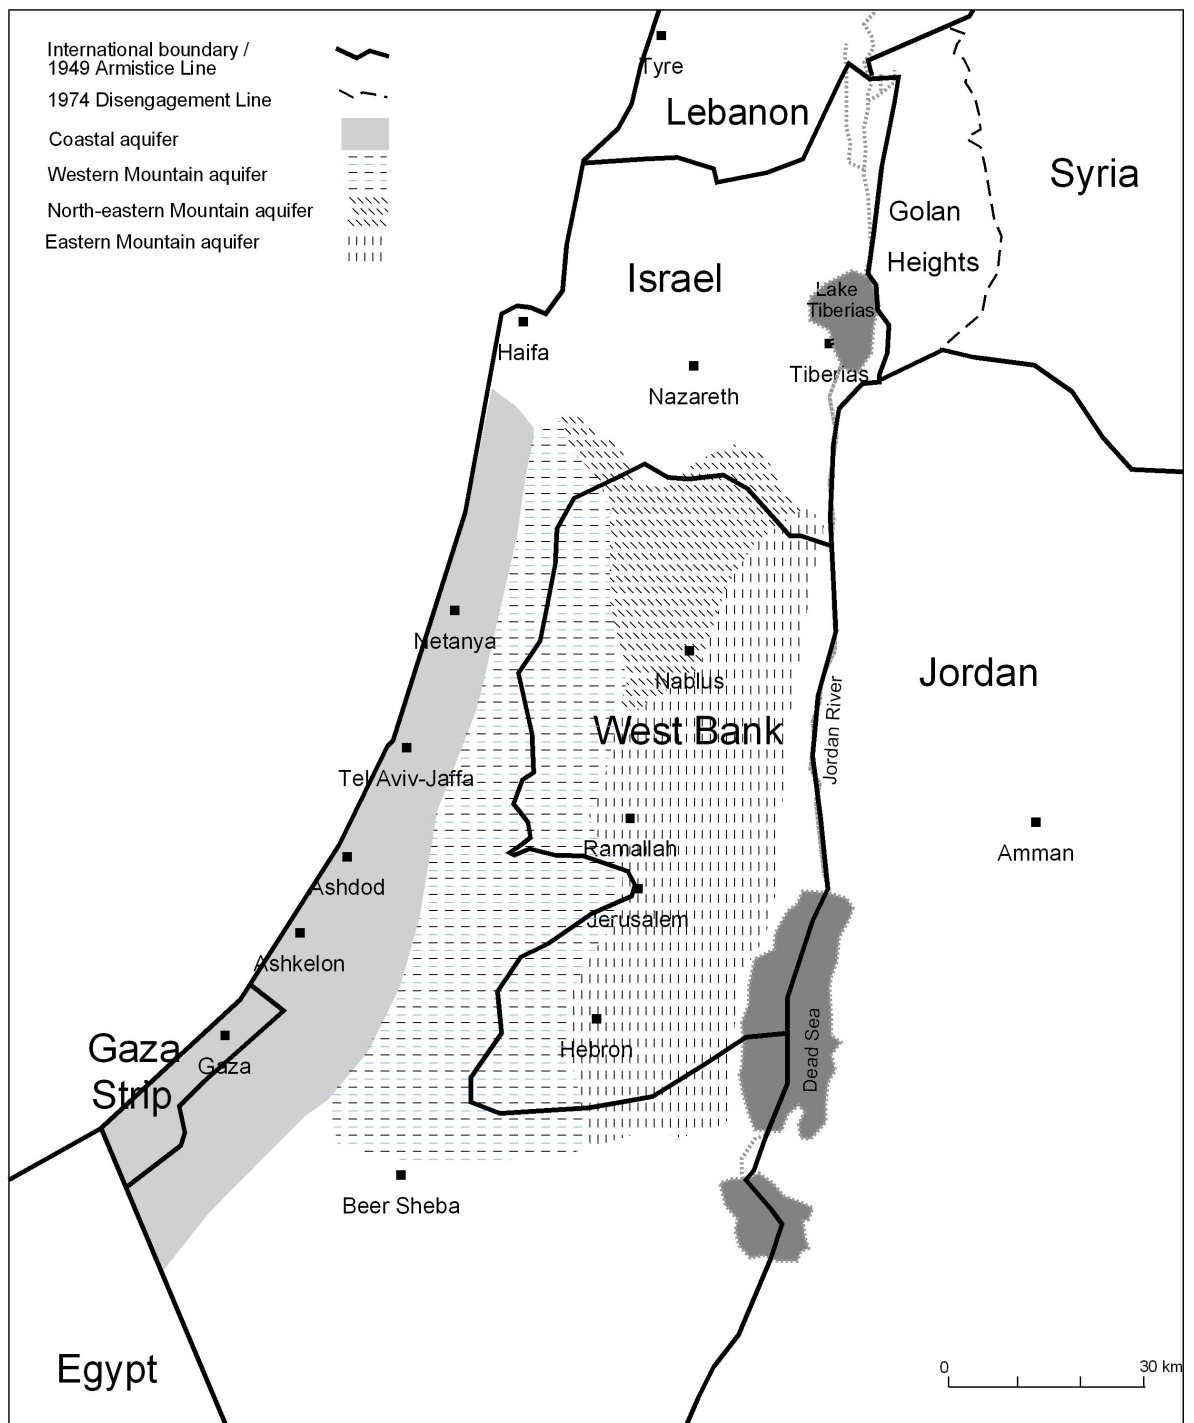 International boundary /
1949 Armistice Line
1974 Disengagement Line
Coastal aquifer
Western Mountain aquifer
North-eastern Mountain aquifer
Eastern Mountain aquifer
Tyre
Lebanon
Syria
Golan
Heights
Israel
Lake
Tiberias
Haifa
Tiberias
Nazareth
Netanya
Nablus
Jordan
West Bank
Jordan River
Tel Aviv-Jaffa
Ramallah
Amman
Ashdod
Jerusalem
Ashkelon
Gaza
Strip
Gaza
Hebron
Dead Sea
Beer Sheba
Egypt
0
30 km